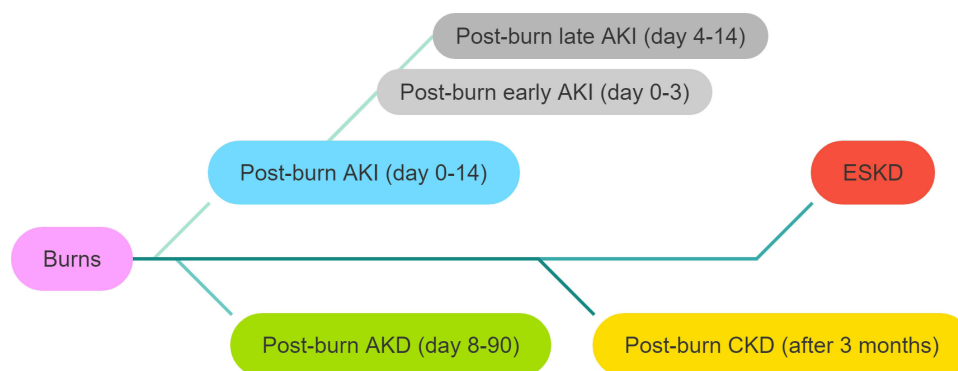 Post-burn late AKI (day 4-14)
Post-burn early AKI (day 0-3)
Post-burn AKI (day 0-14)
ESKD
Burns
Post-burn AKD (day 8-90)
Post-burn CKD (after 3 months)